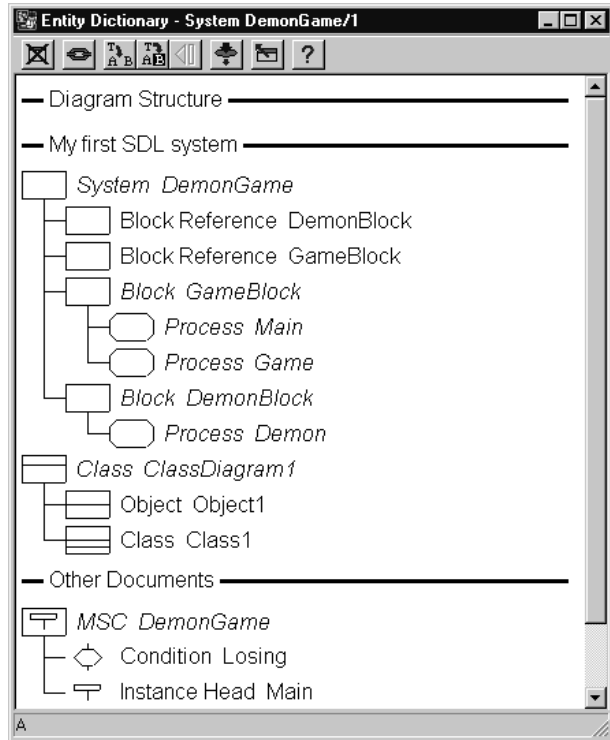 Entity Dictionary - System DemonGame/1
Diagram Structure
My first SDL system
System DemonGame
Block Reference DemonBlock
Block Reference GameBlock
Block GameBlock
Process Main
Process Game
Block DemonBlock
Process Demon
Class ClassDiagram1
Object Object1
Class Class1
Other Documents
MSC DemonGame
Condition Losing
Instance Head Main
A